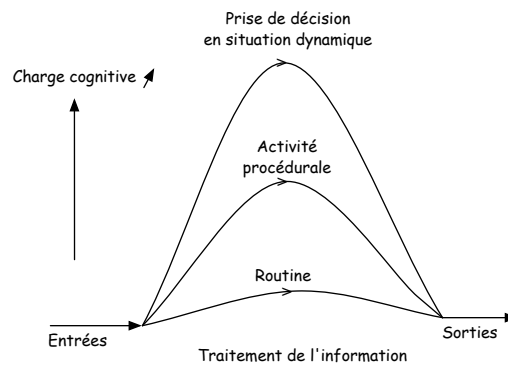 Prise de décision
en situation dynamique
Charge cognitive
Activité
procédurale
Routine
Entrées
Sorties
Traitement de l'information